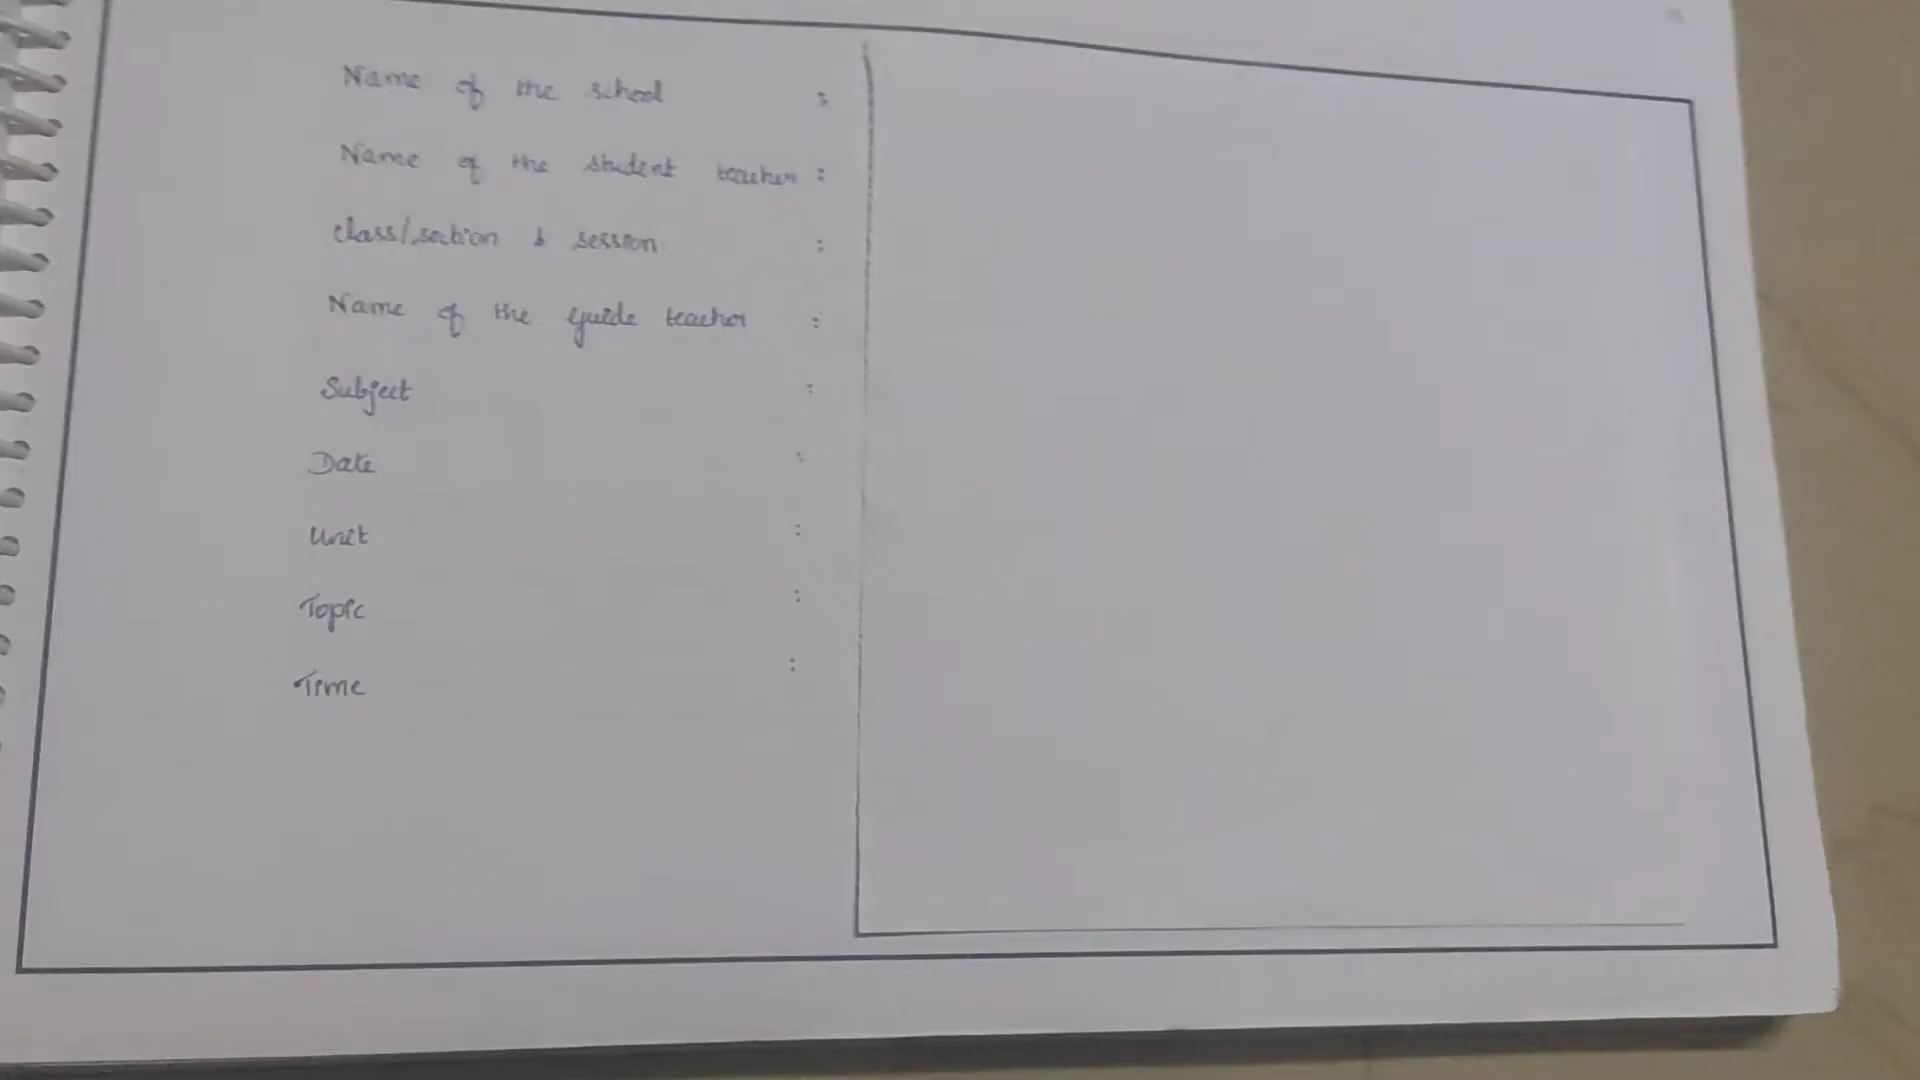 Name of the school :
Name of the student teacher :
class/section & session :
Name of the guide teacher :
Subject :
Date :
Unit :
Topic :
Time :